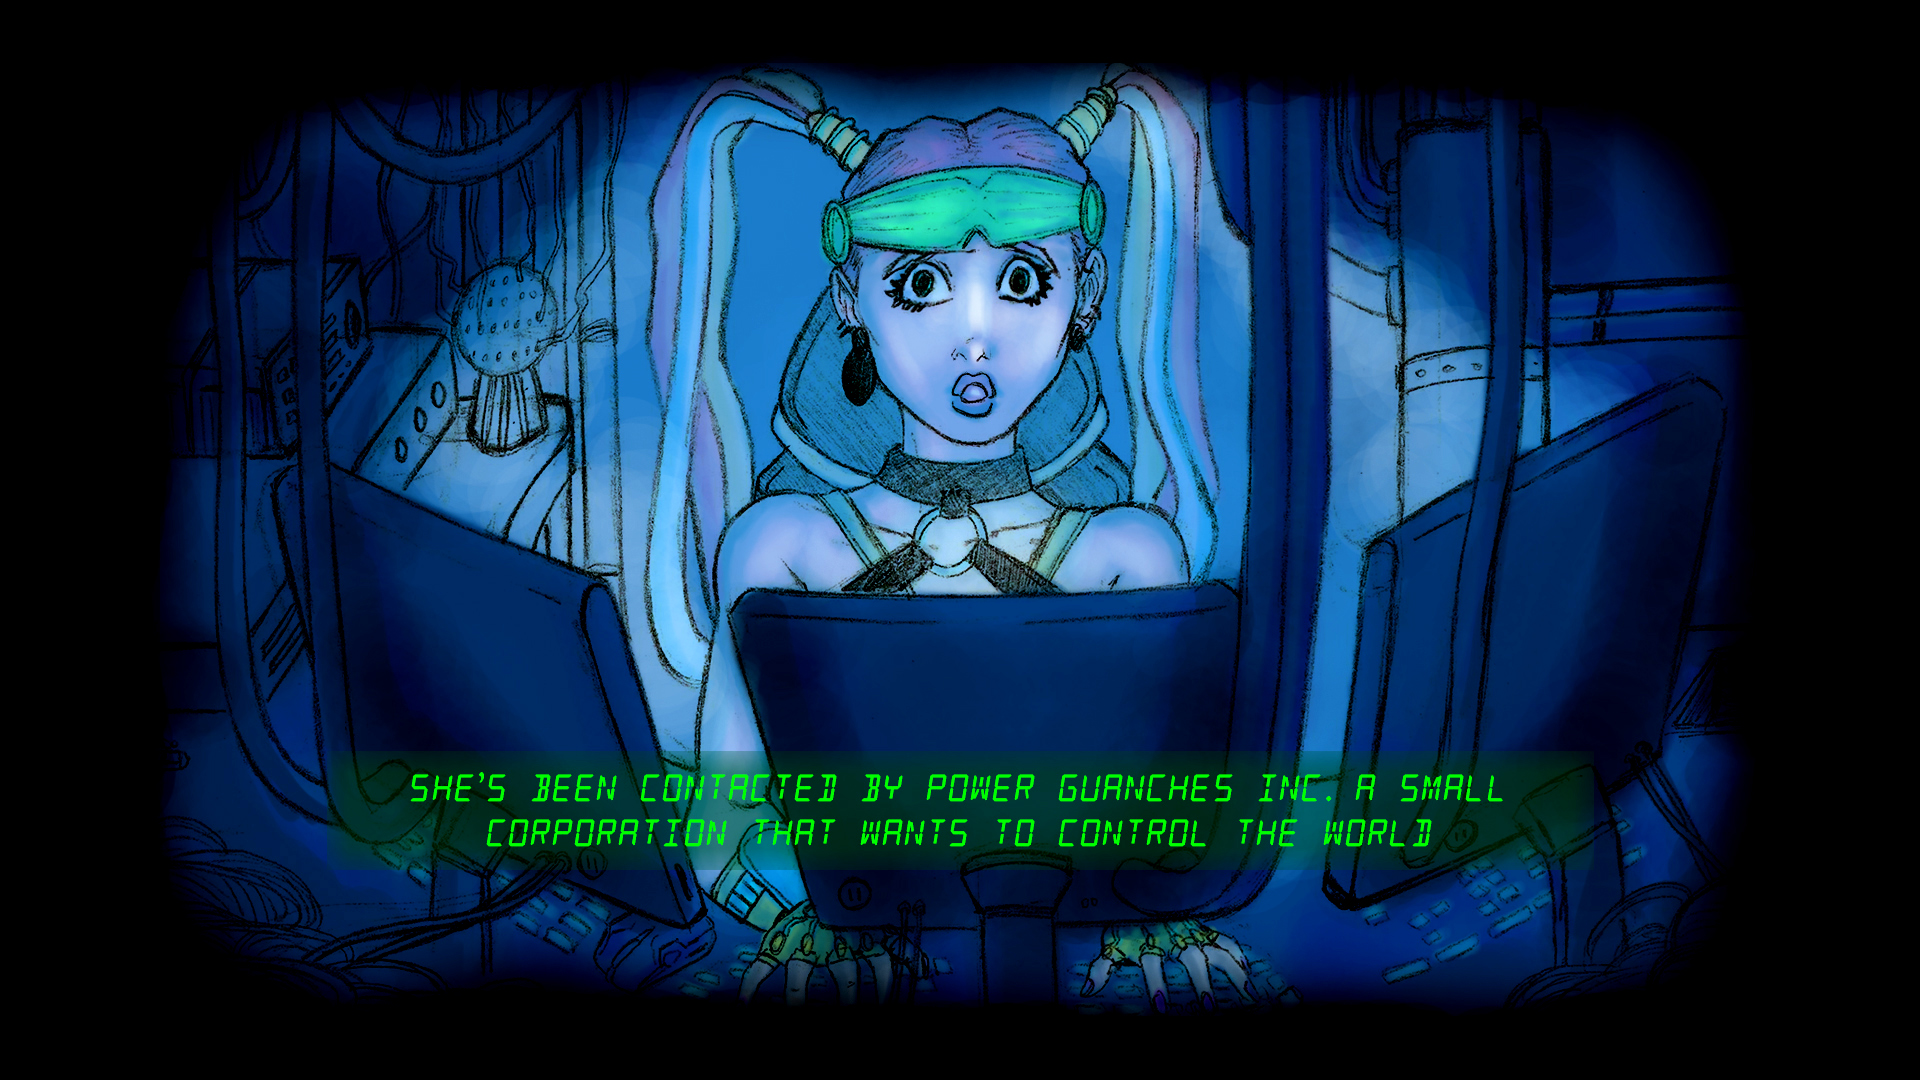 SHE'S BEEN CONTACTED BY POWER GUANCHES INC. A SMALL
CORPORATION THAT WANTS TO CONTROL THE WORLD